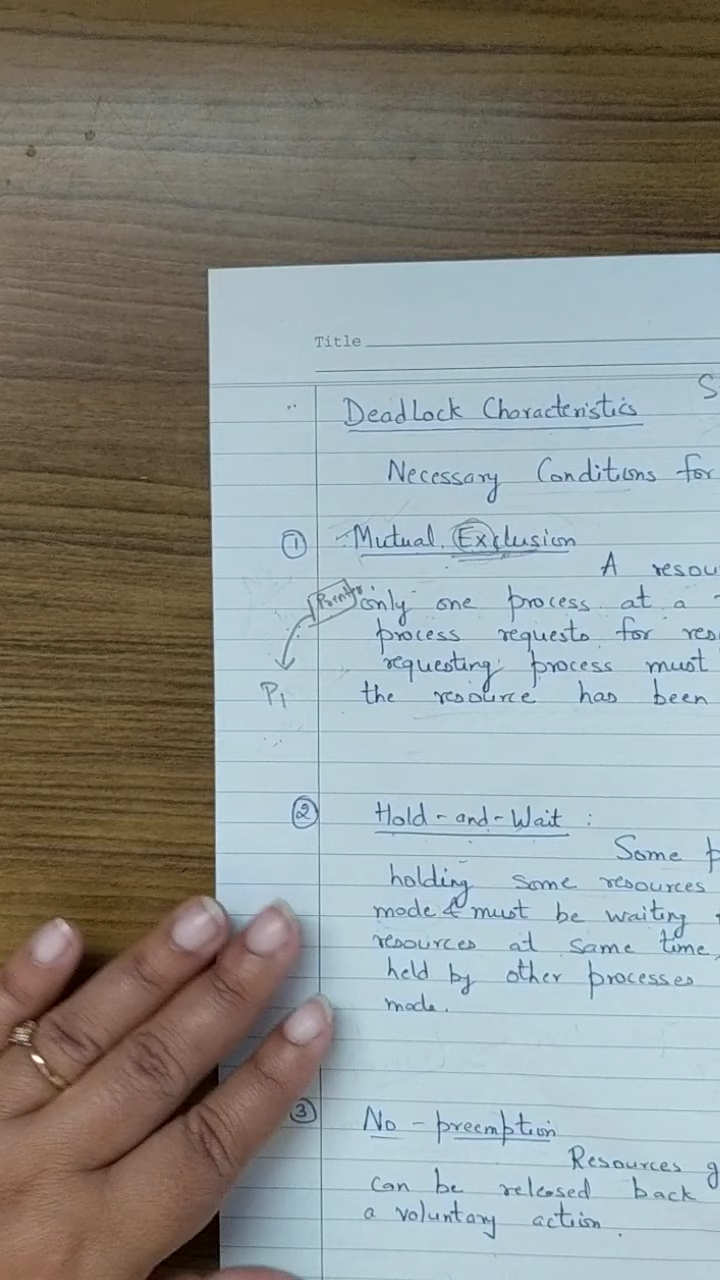 Title
S
Deadlock Characteristics
Necessary Conditions for
① Mutual Exclusion
A resou
only one process at a
process requests for res
requesting process must
P1 the resource has been
② Hold-and-Wait :
Some p
holding some resources
mode & must be waiting
resources at same time,
held by other processes
mode.
③ No-preemption
Resources g
can be released back
a voluntary action.